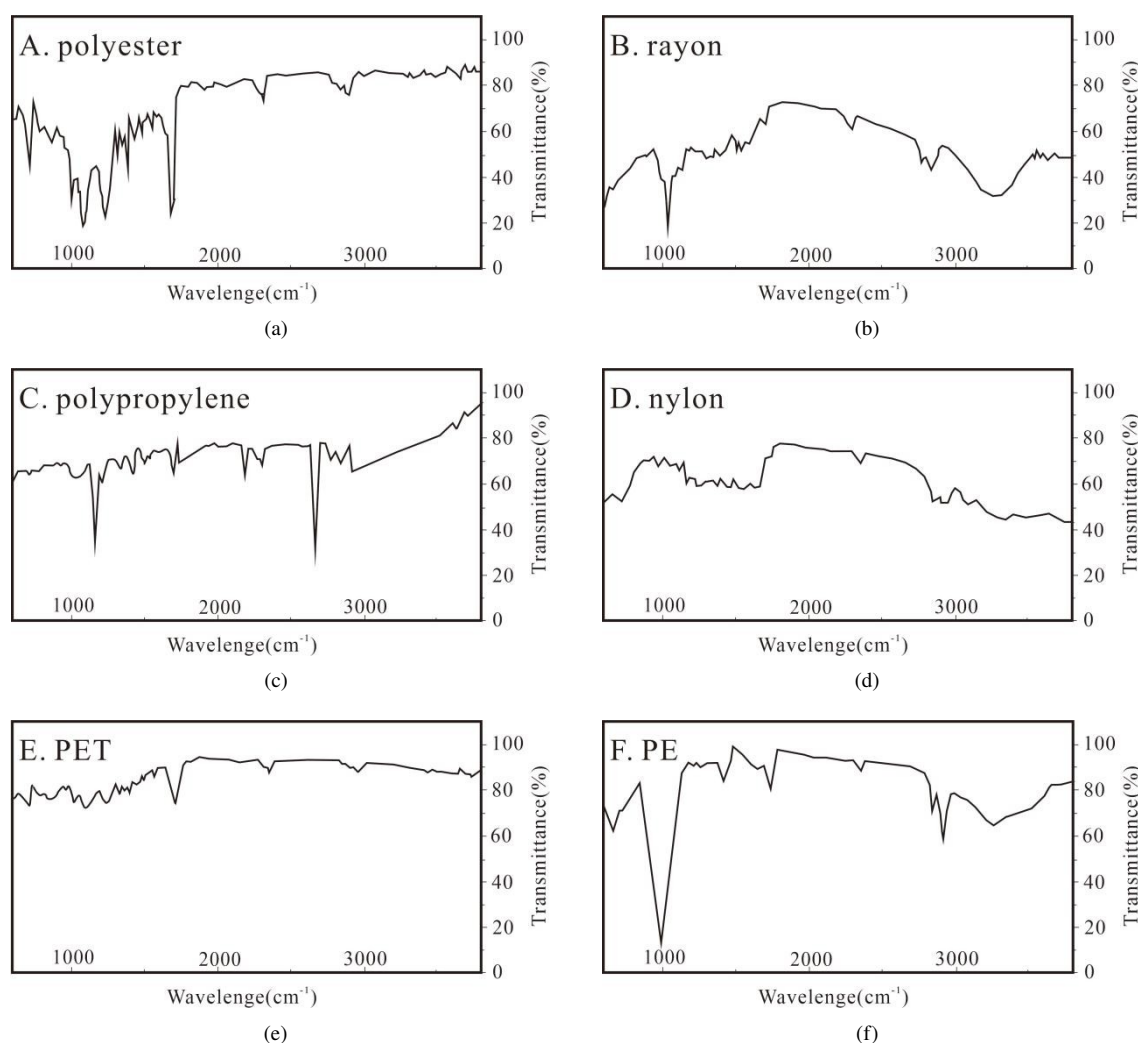 A. polyester
100
80
60
40
20
0
Transmittance(%)
1000
2000
3000
Wavelenge(cm-1)
(a)
B. rayon
100
80
60
40
20
0
Transmittance(%)
1000
2000
3000
Wavelenge(cm-1)
(b)
C. polypropylene
100
80
60
40
20
0
Transmittance(%)
1000
2000
3000
Wavelenge(cm-1)
(c)
D. nylon
100
80
60
40
20
0
Transmittance(%)
1000
2000
3000
Wavelenge(cm-1)
(d)
E. PET
100
80
60
40
20
0
Transmittance(%)
1000
2000
3000
Wavelenge(cm-1)
(e)
F. PE
100
80
60
40
20
0
Transmittance(%)
1000
2000
3000
Wavelenge(cm-1)
(f)